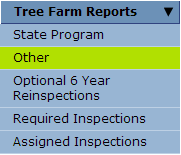 Tree Farm Reports ▼
State Program
Other
Optional 6 Year
Reinspections
Required Inspections
Assigned Inspections